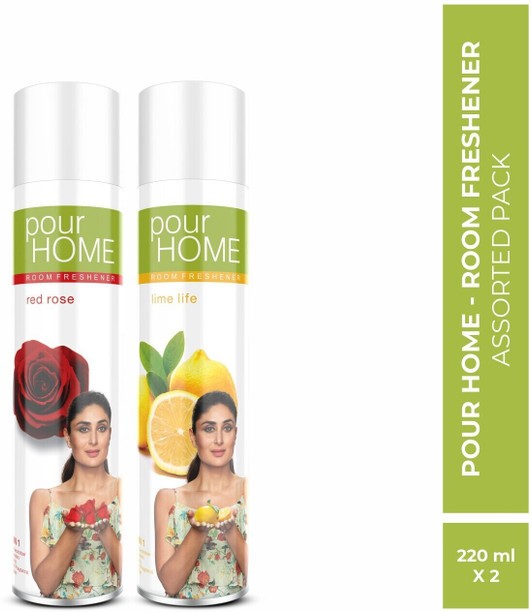 pour
HOME
ROOM FRESHENER
red rose
pour
HOME
ROOM FRESHENER
lime life
POUR HOME - ROOM FRESHENER
ASSORTED PACK
220 ml
X 2